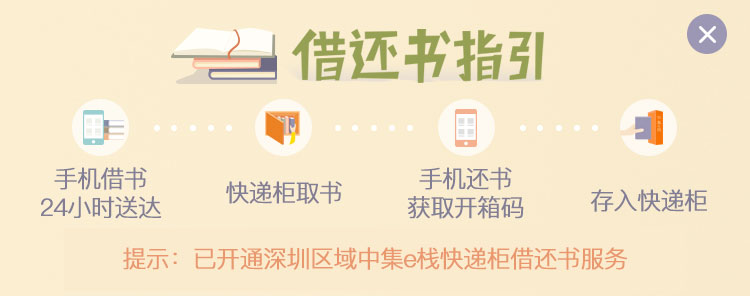 借还书指引
手机借书
24小时送达
快递柜取书
手机还书
获取开箱码
存入快递柜
提示：已开通深圳区域中集e栈快递柜借还书服务